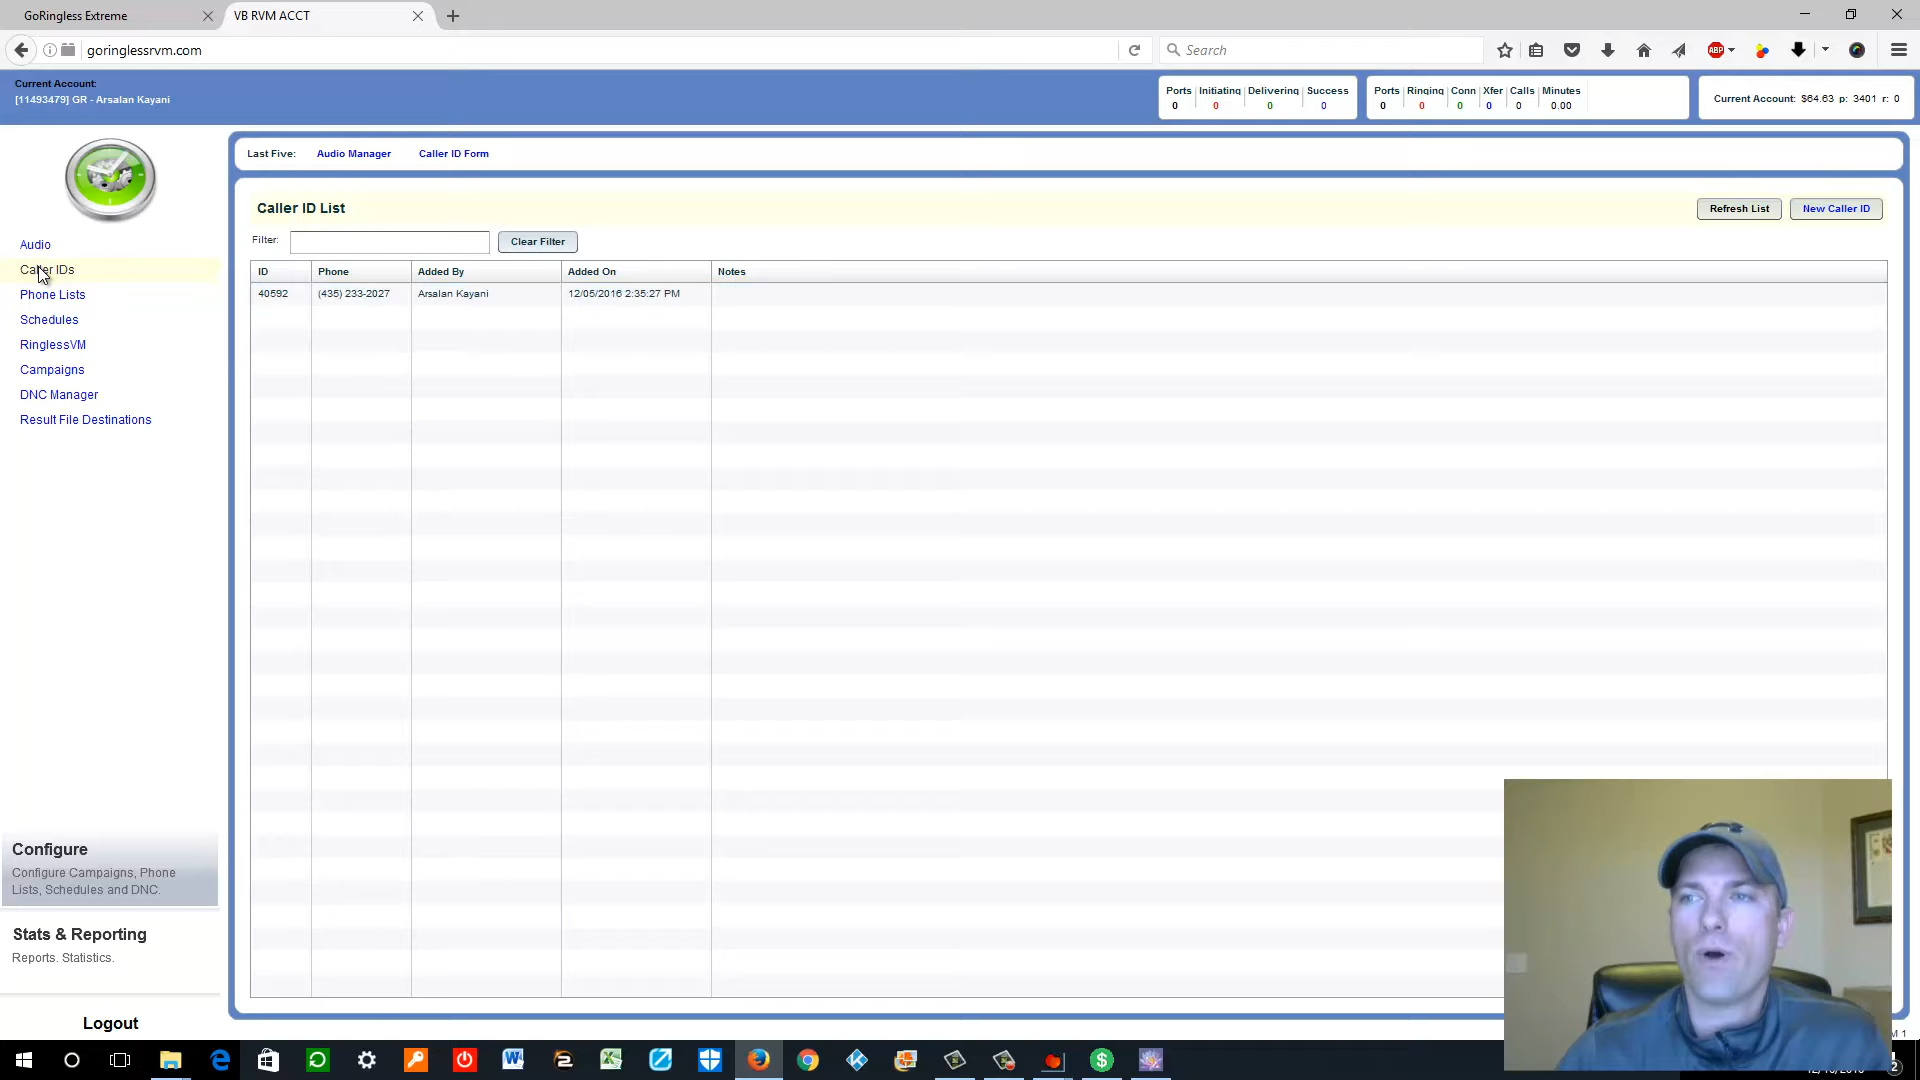 GoRingless Extreme
VB RVM ACCT
goringlessrvm.com
Search
Current Account:
[11493479] GR - Arsalan Kayani
Ports Initiating Delivering Success
0 0 0 0
Ports Ringing Conn Xfer Calls Minutes
0 0 0 0 0 0.00
Current Account: $64.63 p: 3401 r: 0
Last Five: Audio Manager Caller ID Form
Caller ID List
Refresh List
New Caller ID
Filter:
Clear Filter
ID Phone Added By Added On Notes
40592 (435) 233-2027 Arsalan Kayani 12/05/2016 2:35:27 PM
Audio
Caller IDs
Phone Lists
Schedules
RinglessVM
Campaigns
DNC Manager
Result File Destinations
Configure
Configure Campaigns, Phone
Lists, Schedules and DNC.
Stats & Reporting
Reports. Statistics.
Logout